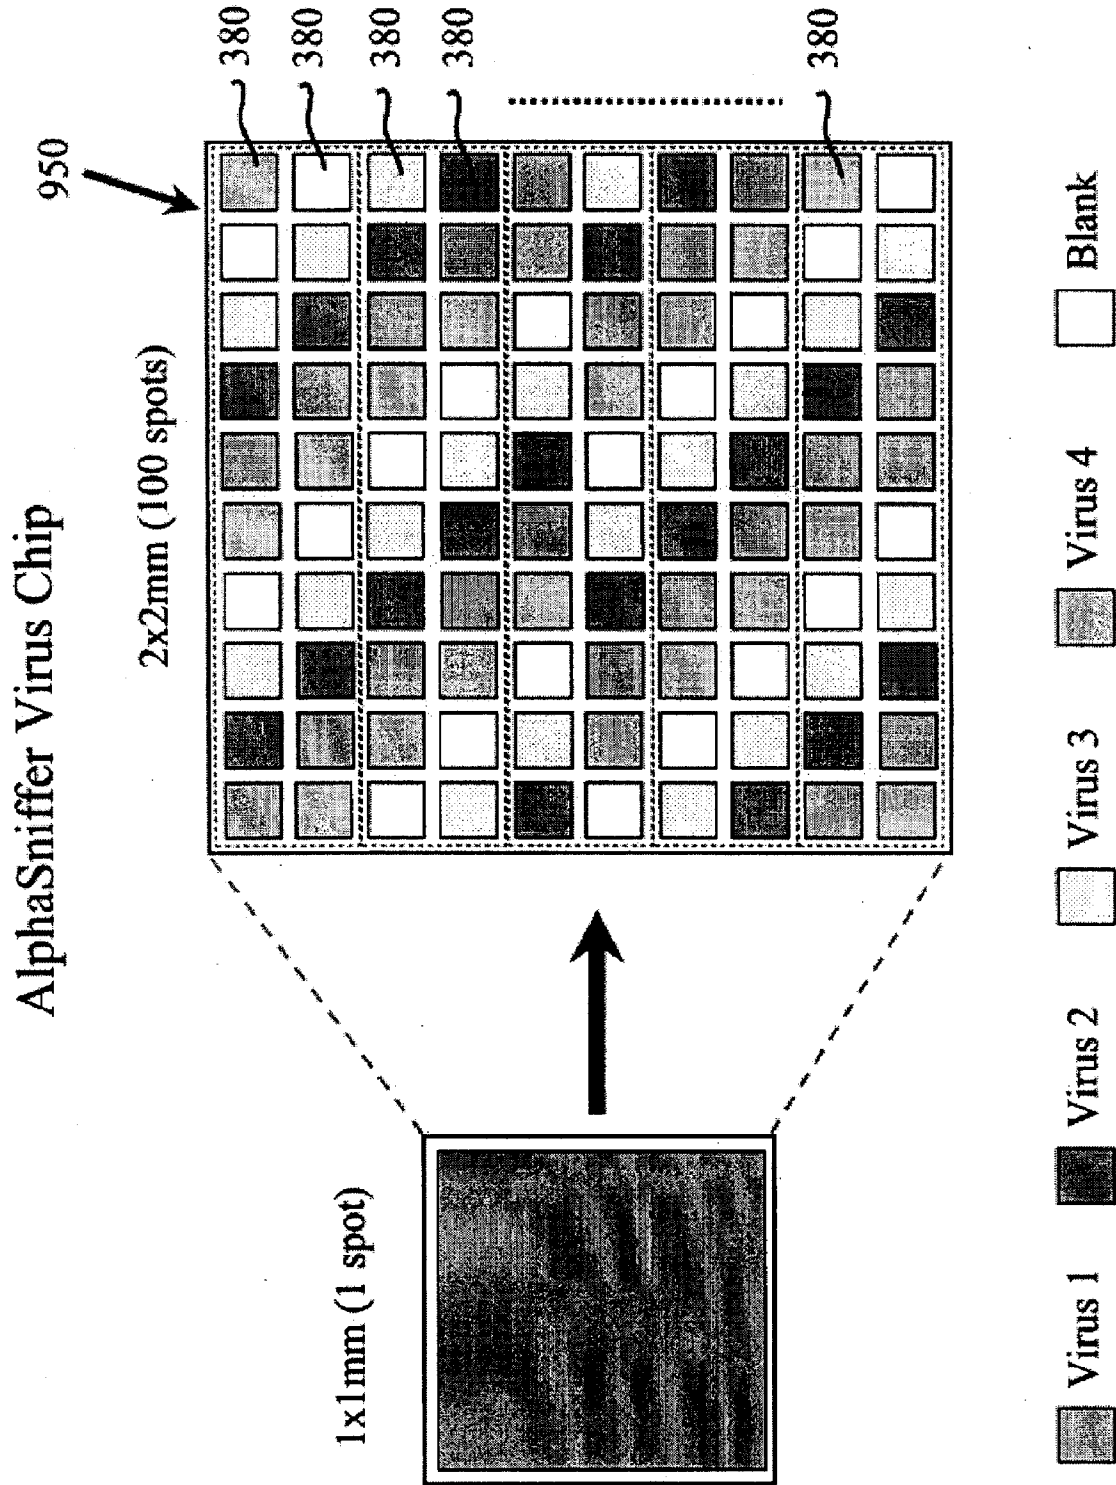 AlphaSniffer Virus Chip
1x1mm (1 spot)
2x2mm (100 spots)
950
380
380
380
380
380
Virus 1
Virus 2
Virus 3
Virus 4
Blank